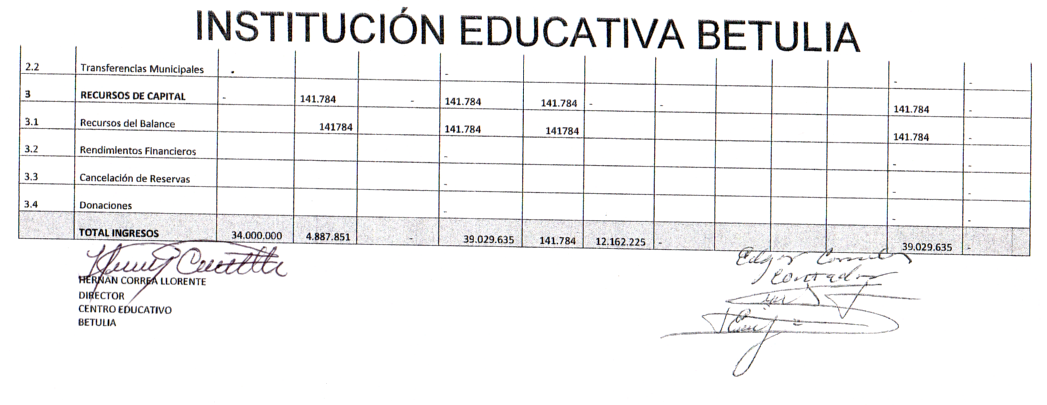 INSTITUCIÓN EDUCATIVA BETULIA
2.2 Transferencias Municipales - - - -
3 RECURSOS DE CAPITAL - 141.784 - 141.784 141.784 - - 141.784 -
3.1 Recursos del Balance 141784 141.784 141784 141.784 -
3.2 Rendimientos Financieros - - -
3.3 Cancelación de Reservas - - -
3.4 Donaciones - - -
TOTAL INGRESOS 34.000.000 4.887.851 - 39.029.635 141.784 12.162.225 - 39.029.635 -
HERNAN CORREA LLORENTE
DIRECTOR
CENTRO EDUCATIVO
BETULIA
Edgar
Contador